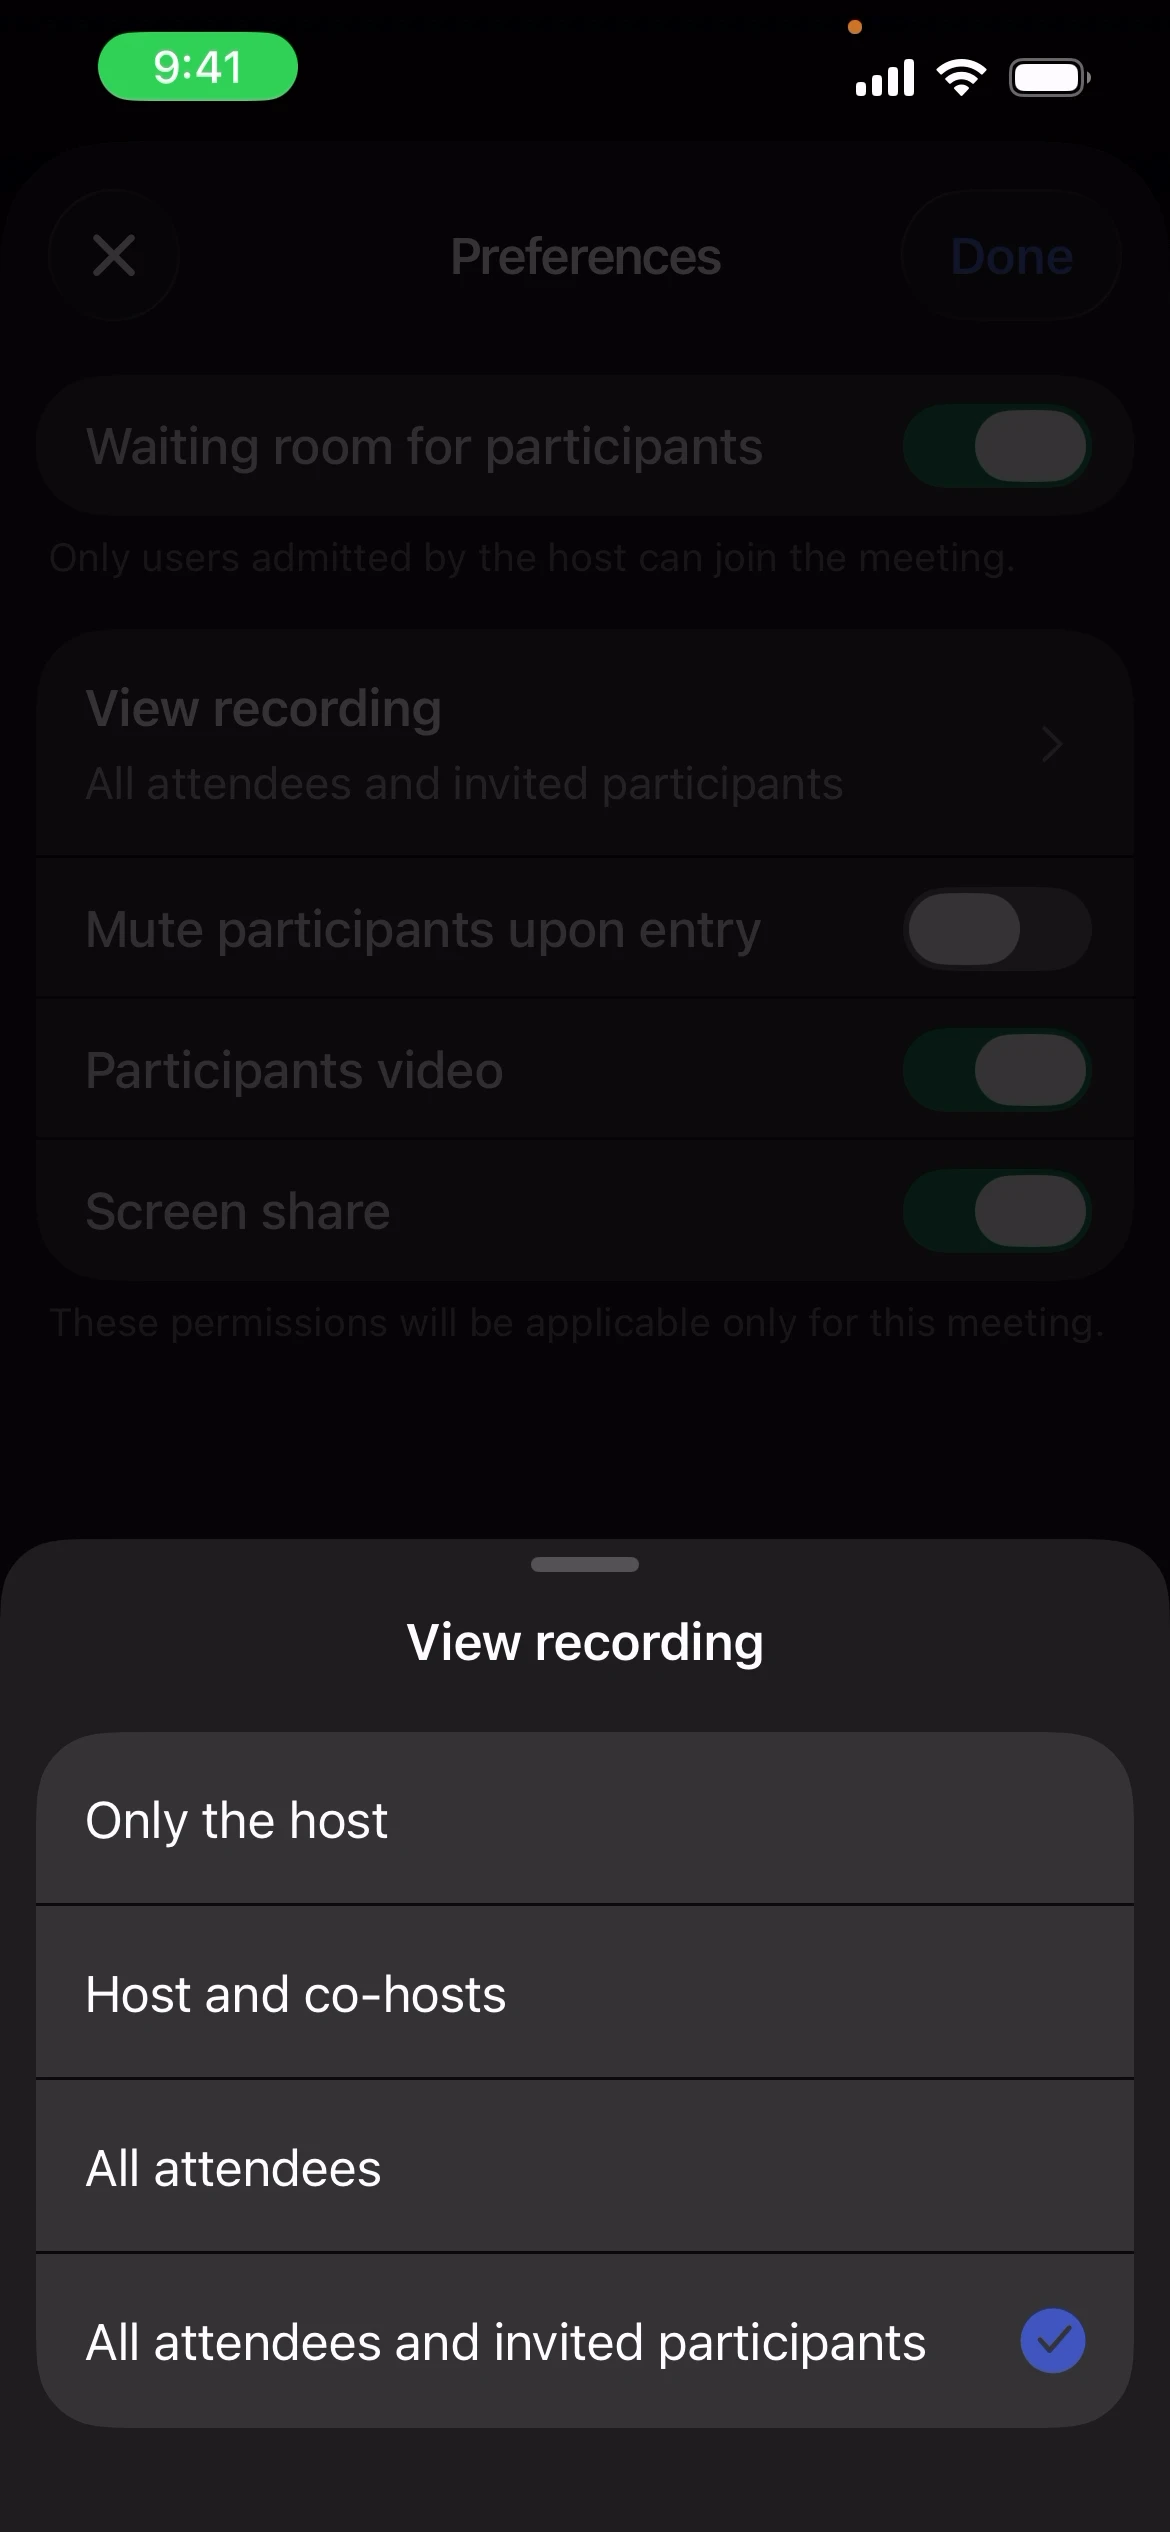 9:41
Preferences
Done
Waiting room for participants
Only users admitted by the host can join the meeting.
View recording
All attendees and invited participants
Mute participants upon entry
Participants video
Screen share
These permissions will be applicable only for this meeting.
View recording
Only the host
Host and co-hosts
All attendees
All attendees and invited participants